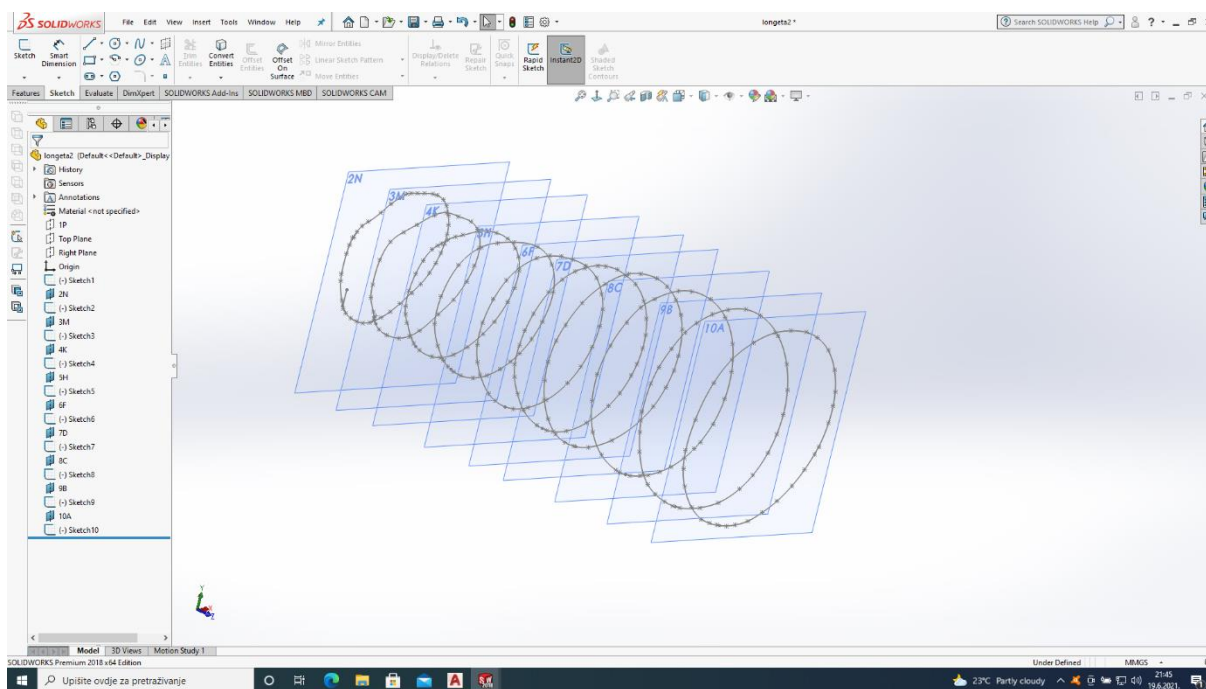 SOLIDWORKS File Edit View Insert Tools Window Help longeta2 * Search SOLIDWORKS Help
Sketch Smart Dimension Trim Entities Convert Entities Offset Entities Offset On Surface Mirror Entities Linear Sketch Pattern Move Entities Display/Delete Relations Repair Sketch Quick Snaps Rapid Sketch Instant2D Shaded Sketch Contours
Features Sketch Evaluate DimXpert SOLIDWORKS Add-Ins SOLIDWORKS MBD SOLIDWORKS CAM
longeta2 (Default<<Default>_Display
History
Sensors
Annotations
Material <not specified>
1P
Top Plane
Right Plane
Origin
(-) Sketch1
2N
(-) Sketch2
3M
(-) Sketch3
4K
(-) Sketch4
5H
(-) Sketch5
6F
(-) Sketch6
7D
(-) Sketch7
8C
(-) Sketch8
9B
(-) Sketch9
10A
(-) Sketch10
2N
3M
4K
5H
6F
7D
8C
9B
10A
Y
Z
Model 3D Views Motion Study 1
SOLIDWORKS Premium 2018 x64 Edition Under Defined MMGS
Upišite ovdje za pretraživanje 23°C Partly cloudy 21:45
19.6.2021.